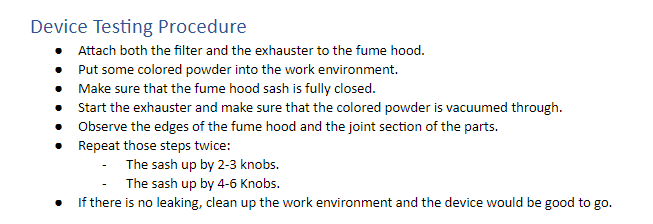 Device Testing Procedure
● Attach both the filter and the exhauster to the fume hood.
● Put some colored powder into the work environment.
● Make sure that the fume hood sash is fully closed.
● Start the exhauster and make sure that the colored powder is vacuumed through.
● Observe the edges of the fume hood and the joint section of the parts.
● Repeat those steps twice:
- The sash up by 2-3 knobs.
- The sash up by 4-6 Knobs.
● If there is no leaking, clean up the work environment and the device would be good to go.